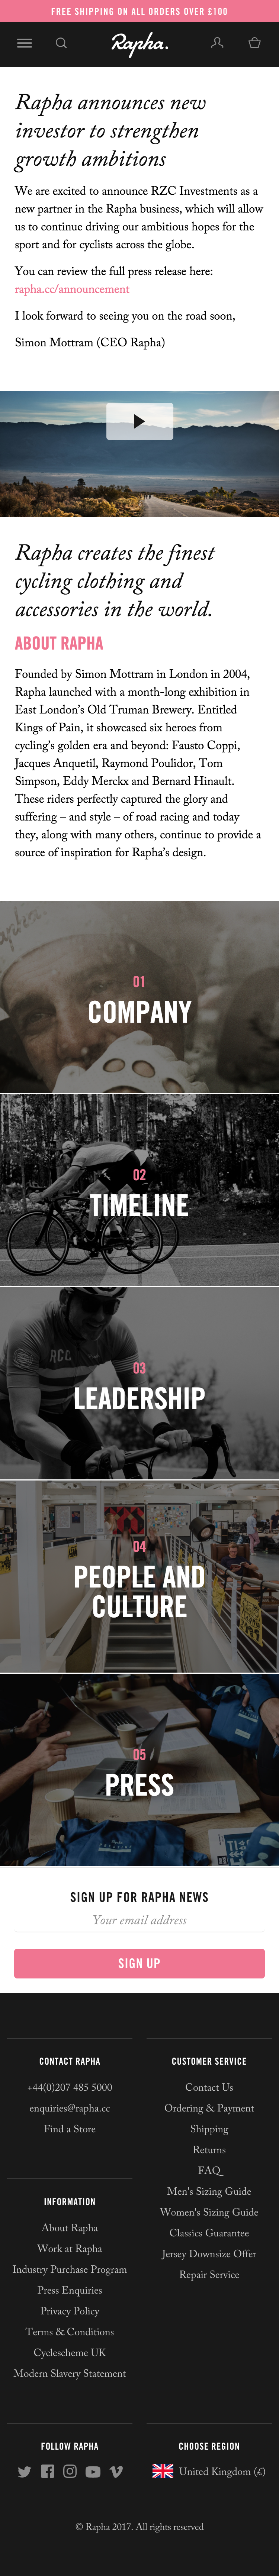 FREE SHIPPING ON ALL ORDERS OVER £100
Rapha.
Rapha announces new
investor to strengthen
growth ambitions
We are excited to announce RZC Investments as a
new partner in the Rapha business, which will allow
us to continue driving our ambitious hopes for the
sport and for cyclists across the globe.
You can review the full press release here:
rapha.cc/announcement
I look forward to seeing you on the road soon,
Simon Mottram (CEO Rapha)
Rapha creates the finest
cycling clothing and
accessories in the world.
ABOUT RAPHA
Founded by Simon Mottram in London in 2004,
Rapha launched with a month-long exhibition in
East London’s Old Truman Brewery. Entitled
Kings of Pain, it showcased six heroes from
cycling’s golden era and beyond: Fausto Coppi,
Jacques Anquetil, Raymond Poulidor, Tom
Simpson, Eddy Merckx and Bernard Hinault.
These riders perfectly captured the glory and
suffering – and style – of road racing and today
they, along with many others, continue to provide a
source of inspiration for Rapha’s design.
01
COMPANY
02
TIMELINE
03
RCC
LEADERSHIP
04
PEOPLE AND
CULTURE
05
PRESS
SIGN UP FOR RAPHA NEWS
Your email address
SIGN UP
CONTACT RAPHA
+44(0)207 485 5000
enquiries@rapha.cc
Find a Store
INFORMATION
About Rapha
Work at Rapha
Industry Purchase Program
Press Enquiries
Privacy Policy
Terms & Conditions
Cyclescheme UK
Modern Slavery Statement
CUSTOMER SERVICE
Contact Us
Ordering & Payment
Shipping
Returns
FAQ
Men's Sizing Guide
Women's Sizing Guide
Classics Guarantee
Jersey Downsize Offer
Repair Service
FOLLOW RAPHA
CHOOSE REGION
United Kingdom (£)
© Rapha 2017. All rights reserved